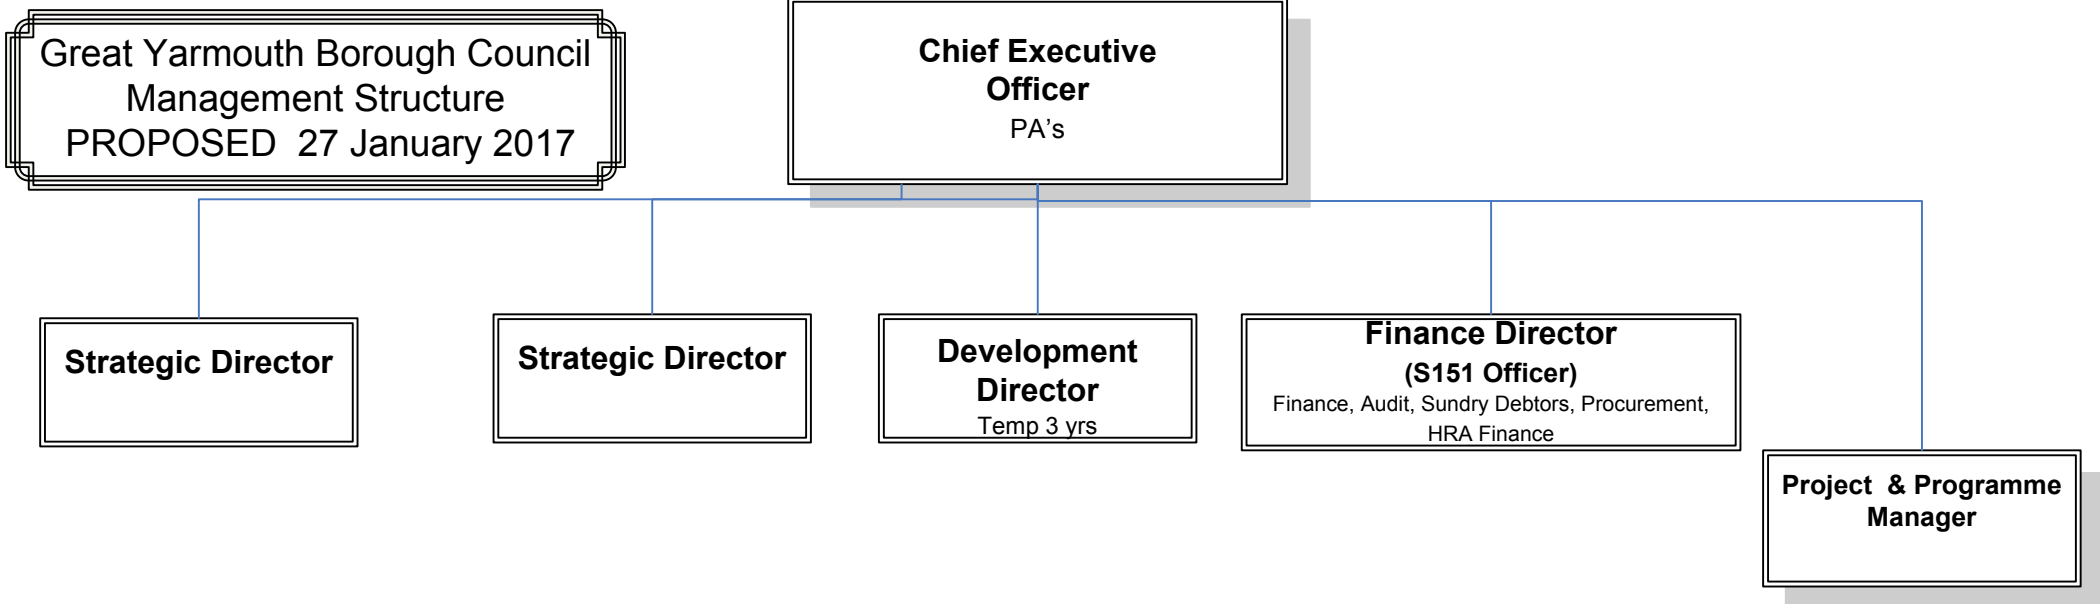 Great Yarmouth Borough Council
Management Structure
PROPOSED 27 January 2017
Chief Executive
Officer
PA's
Strategic Director
Strategic Director
Development
Director
Temp 3 yrs
Finance Director
(S151 Officer)
Finance, Audit, Sundry Debtors, Procurement,
HRA Finance
Project & Programme
Manager